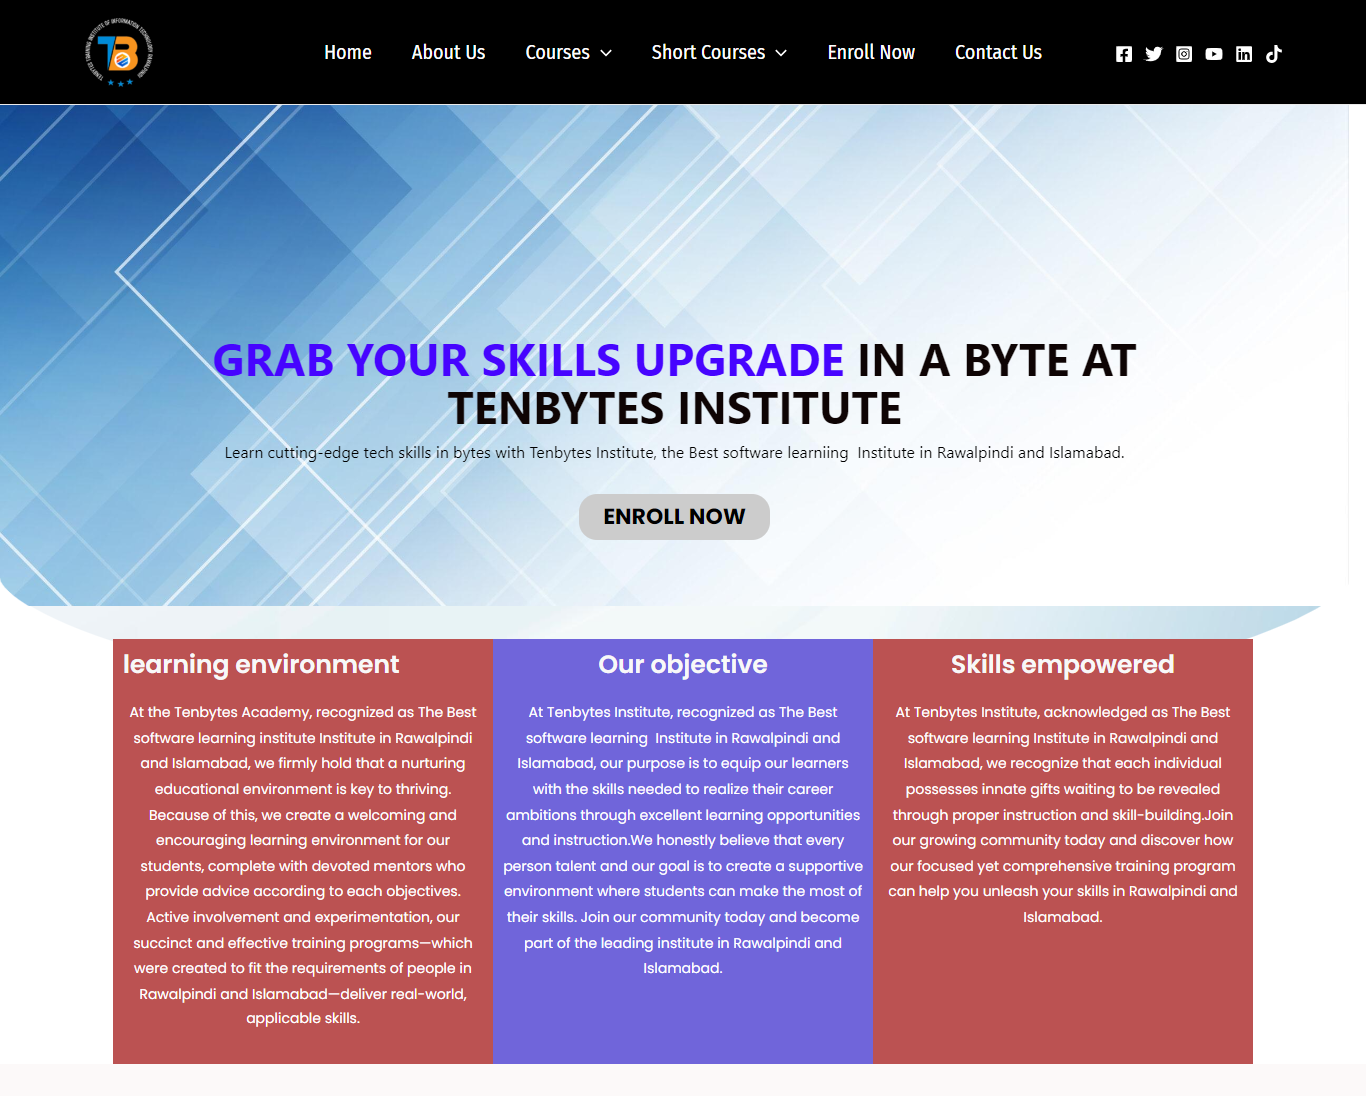 TENBYTES TRAINING INSTITUTE OF INFORMATION TECHNOLOGY RAWALPINDI
TB
Home
About Us
Courses
Short Courses
Enroll Now
Contact Us
GRAB YOUR SKILLS UPGRADE IN A BYTE AT
TENBYTES INSTITUTE
Learn cutting-edge tech skills in bytes with Tenbytes Institute, the Best software learniing  Institute in Rawalpindi and Islamabad.
ENROLL NOW
learning environment
At the Tenbytes Academy, recognized as The Best
software learning institute Institute in Rawalpindi
and Islamabad, we firmly hold that a nurturing
educational environment is key to thriving.
Because of this, we create a welcoming and
encouraging learning environment for our
students, complete with devoted mentors who
provide advice according to each objectives.
Active involvement and experimentation, our
succinct and effective training programs—which
were created to fit the requirements of people in
Rawalpindi and Islamabad—deliver real-world,
applicable skills.
Our objective
At Tenbytes Institute, recognized as The Best
software learning  Institute in Rawalpindi and
Islamabad, our purpose is to equip our learners
with the skills needed to realize their career
ambitions through excellent learning opportunities
and instruction.We honestly believe that every
person talent and our goal is to create a supportive
environment where students can make the most of
their skills. Join our community today and become
part of the leading institute in Rawalpindi and
Islamabad.
Skills empowered
At Tenbytes Institute, acknowledged as The Best
software learning Institute in Rawalpindi and
Islamabad, we recognize that each individual
possesses innate gifts waiting to be revealed
through proper instruction and skill-building.Join
our growing community today and discover how
our focused yet comprehensive training program
can help you unleash your skills in Rawalpindi and
Islamabad.